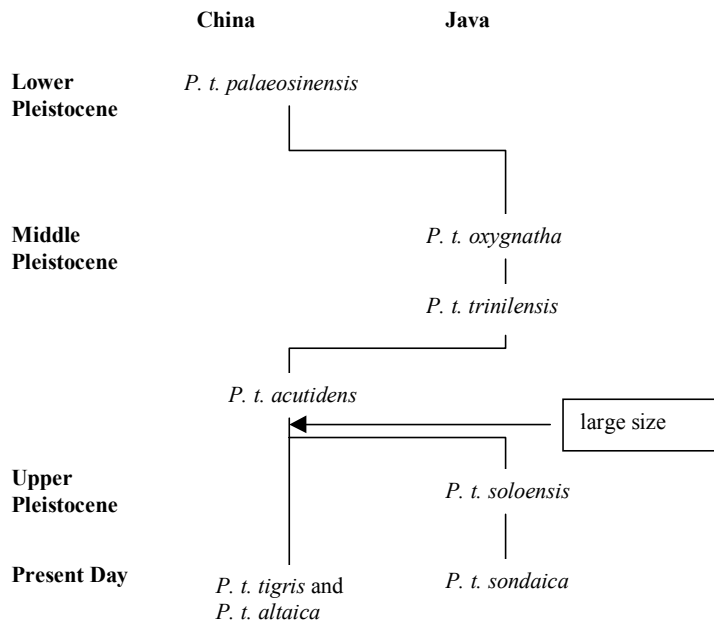 China Java
Lower P. t. palaeosinensis
Pleistocene
Middle P. t. oxygnatha
Pleistocene
P. t. trinilensis
P. t. acutidens
large size
Upper P. t. soloensis
Pleistocene
Present Day P. t. tigris and P. t. sondaica
P. t. altaica